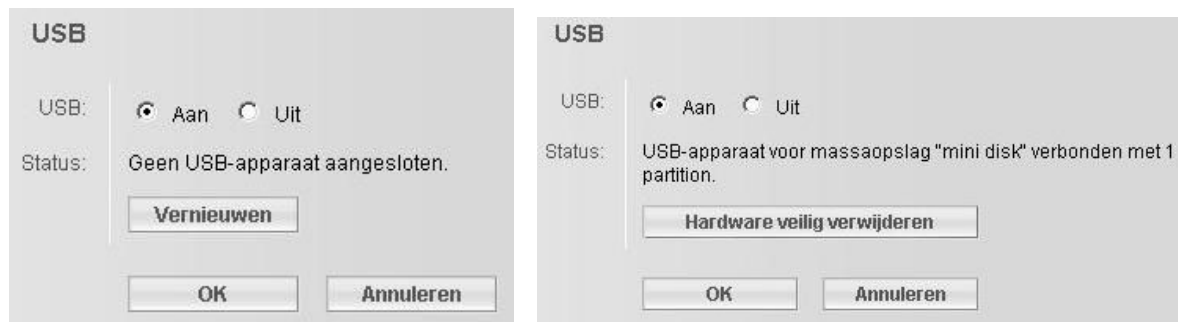 USB
USB:
Aan Uit
Status:
Geen USB-apparaat aangesloten.
Vernieuwen
OK Annuleren
USB
USB:
Aan Uit
Status:
USB-apparaat voor massaopslag "mini disk" verbonden met 1
partition.
Hardware veilig verwijderen
OK Annuleren